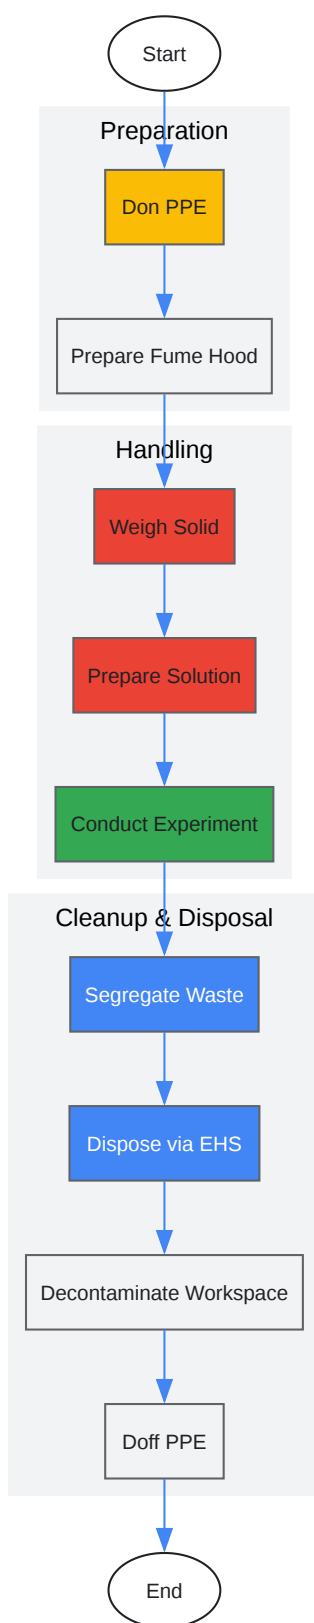 Start
Preparation
Don PPE
Prepare Fume Hood
Handling
Weigh Solid
Prepare Solution
Conduct Experiment
Cleanup & Disposal
Segregate Waste
Dispose via EHS
Decontaminate Workspace
Doff PPE
End